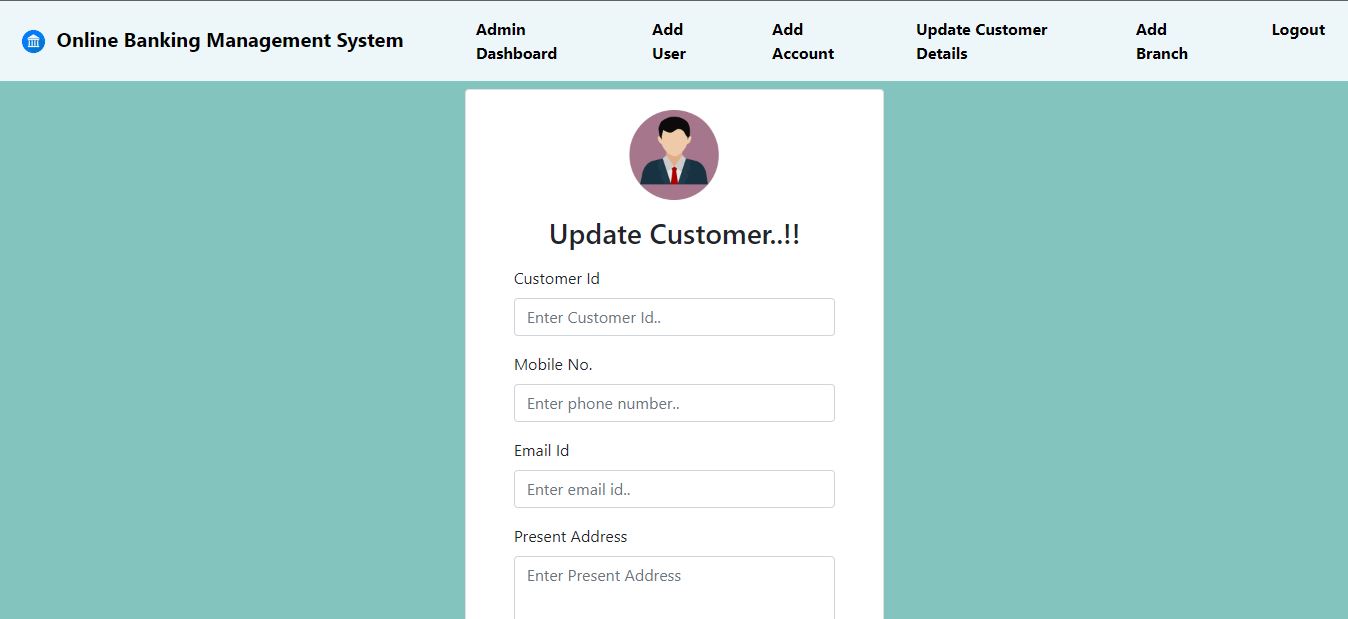 Online Banking Management System
Admin
Dashboard
Add
User
Add
Account
Update Customer
Details
Add
Branch
Logout
Update Customer..!!
Customer Id
Enter Customer Id..
Mobile No.
Enter phone number..
Email Id
Enter email id..
Present Address
Enter Present Address